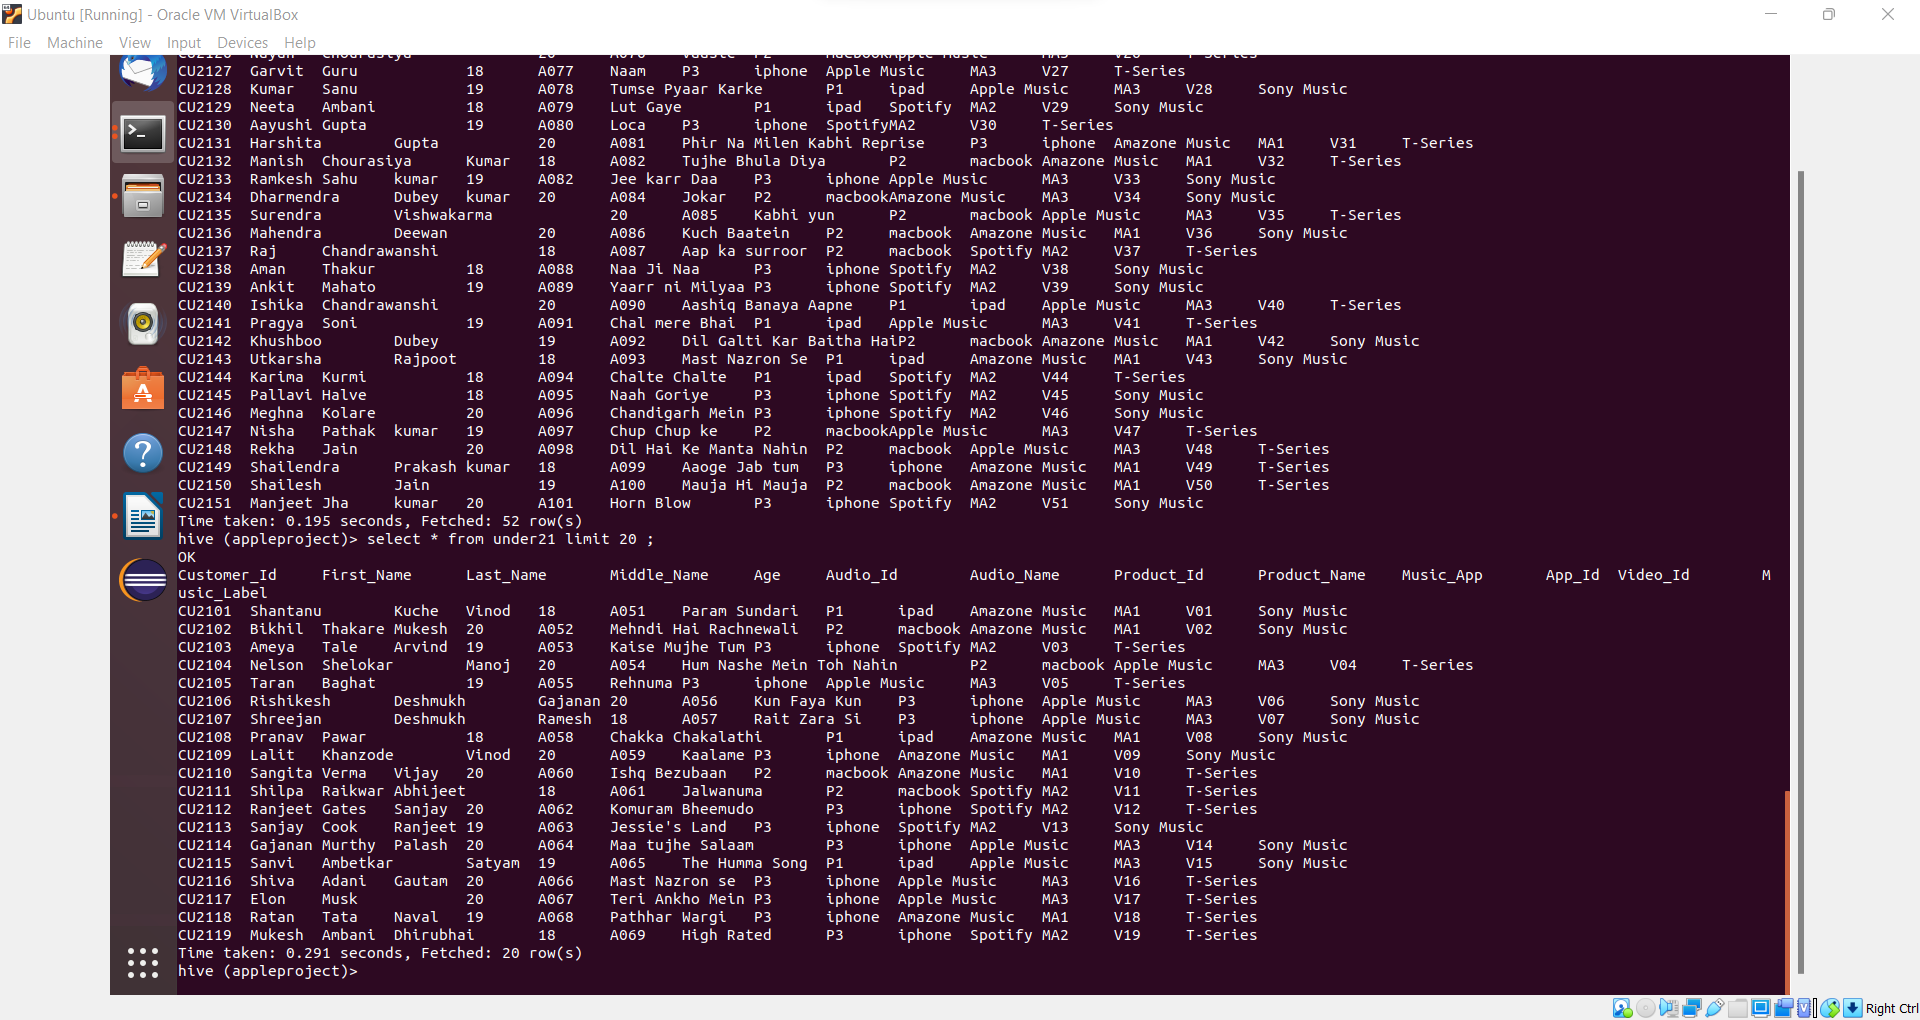 Ubuntu [Running] - Oracle VM VirtualBox
File Machine View Input Devices Help
CU2127 Garvit Guru 18 A077 Naam P3 iphone Apple Music MA3 V27 T-Series
CU2128 Kumar Sanu 19 A078 Tumse Pyaar Karke P1 ipad Apple Music MA3 V28 Sony Music
CU2129 Neeta Ambani 18 A079 Lut Gaye P1 ipad Spotify MA2 V29 Sony Music
CU2130 Aayushi Gupta 19 A080 Loca P3 iphone SpotifyMA2 V30 T-Series
CU2131 Harshita Gupta 20 A081 Phir Na Milen Kabhi Reprise P3 iphone Amazone Music MA1 V31 T-Series
CU2132 Manish Chourasiya Kumar 18 A082 Tujhe Bhula Diya P2 macbook Amazone Music MA1 V32 T-Series
CU2133 Ramkesh Sahu kumar 19 A082 Jee karr Daa P3 iphone Apple Music MA3 V33 Sony Music
CU2134 Dharmendra Dubey kumar 20 A084 Jokar P2 macbookAmazone Music MA3 V34 Sony Music
CU2135 Surendra Vishwakarma 20 A085 Kabhi yun P2 macbook Apple Music MA3 V35 T-Series
CU2136 Mahendra Deewan 20 A086 Kuch Baatein P2 macbook Amazone Music MA1 V36 Sony Music
CU2137 Raj Chandrawanshi 18 A087 Aap ka surroor P2 macbook Spotify MA2 V37 T-Series
CU2138 Aman Thakur 18 A088 Naa Ji Naa P3 iphone Spotify MA2 V38 Sony Music
CU2139 Ankit Mahato 19 A089 Yaarr ni Milyaa P3 iphone Spotify MA2 V39 Sony Music
CU2140 Ishika Chandrawanshi 20 A090 Aashiq Banaya Aapne P1 ipad Apple Music MA3 V40 T-Series
CU2141 Pragya Soni 19 A091 Chal mere Bhai P1 ipad Apple Music MA3 V41 T-Series
CU2142 Khushboo Dubey 19 A092 Dil Galti Kar Baitha HaiP2 macbook Amazone Music MA1 V42 Sony Music
CU2143 Utkarsha Rajpoot 18 A093 Mast Nazron Se P1 ipad Amazone Music MA1 V43 Sony Music
CU2144 Karima Kurmi 18 A094 Chalte Chalte P1 ipad Spotify MA2 V44 T-Series
CU2145 Pallavi Halve 18 A095 Naah Goriye P3 iphone Spotify MA2 V45 Sony Music
CU2146 Meghna Kolare 20 A096 Chandigarh Mein P3 iphone Spotify MA2 V46 Sony Music
CU2147 Nisha Pathak kumar 19 A097 Chup Chup ke P2 macbookApple Music MA3 V47 T-Series
CU2148 Rekha Jain 20 A098 Dil Hai Ke Manta Nahin P2 macbook Apple Music MA3 V48 T-Series
CU2149 Shailendra Prakash kumar 18 A099 Aaoge Jab tum P3 iphone Amazone Music MA1 V49 T-Series
CU2150 Shailesh Jain 19 A100 Mauja Hi Mauja P2 macbook Amazone Music MA1 V50 T-Series
CU2151 Manjeet Jha kumar 20 A101 Horn Blow P3 iphone Spotify MA2 V51 Sony Music
Time taken: 0.195 seconds, Fetched: 52 row(s)
hive (appleproject)> select * from under21 limit 20 ;
OK
Customer_Id First_Name Last_Name Middle_Name Age Audio_Id Audio_Name Product_Id Product_Name Music_App App_Id Video_Id M
usic_Label
CU2101 Shantanu Kuche Vinod 18 A051 Param Sundari P1 ipad Amazone Music MA1 V01 Sony Music
CU2102 Bikhil Thakare Mukesh 20 A052 Mehndi Hai Rachnewali P2 macbook Amazone Music MA1 V02 Sony Music
CU2103 Ameya Tale Arvind 19 A053 Kaise Mujhe Tum P3 iphone Spotify MA2 V03 T-Series
CU2104 Nelson Shelokar Manoj 20 A054 Hum Nashe Mein Toh Nahin P2 macbook Apple Music MA3 V04 T-Series
CU2105 Taran Baghat 19 A055 Rehnuma P3 iphone Apple Music MA3 V05 T-Series
CU2106 Rishikesh Deshmukh Gajanan 20 A056 Kun Faya Kun P3 iphone Apple Music MA3 V06 Sony Music
CU2107 Shreejan Deshmukh Ramesh 18 A057 Rait Zara Si P3 iphone Apple Music MA3 V07 Sony Music
CU2108 Pranav Pawar 18 A058 Chakka Chakalathi P1 ipad Amazone Music MA1 V08 Sony Music
CU2109 Lalit Khanzode Vinod 20 A059 Kaalame P3 iphone Amazone Music MA1 V09 Sony Music
CU2110 Sangita Verma Vijay 20 A060 Ishq Bezubaan P2 macbook Amazone Music MA1 V10 T-Series
CU2111 Shilpa Raikwar Abhijeet 18 A061 Jalwanuma P2 macbook Spotify MA2 V11 T-Series
CU2112 Ranjeet Gates Sanjay 20 A062 Komuram Bheemudo P3 iphone Spotify MA2 V12 T-Series
CU2113 Sanjay Cook Ranjeet 19 A063 Jessie's Land P3 iphone Spotify MA2 V13 Sony Music
CU2114 Gajanan Murthy Palash 20 A064 Maa tujhe Salaam P3 iphone Apple Music MA3 V14 Sony Music
CU2115 Sanvi Ambetkar Satyam 19 A065 The Humma Song P1 ipad Apple Music MA3 V15 Sony Music
CU2116 Shiva Adani Gautam 20 A066 Mast Nazron se P3 iphone Apple Music MA3 V16 T-Series
CU2117 Elon Musk 20 A067 Teri Ankho Mein P3 iphone Apple Music MA3 V17 T-Series
CU2118 Ratan Tata Naval 19 A068 Pathhar Wargi P3 iphone Amazone Music MA1 V18 T-Series
CU2119 Mukesh Ambani Dhirubhai 18 A069 High Rated P3 iphone Spotify MA2 V19 T-Series
Time taken: 0.291 seconds, Fetched: 20 row(s)
hive (appleproject)>
Right Ctrl